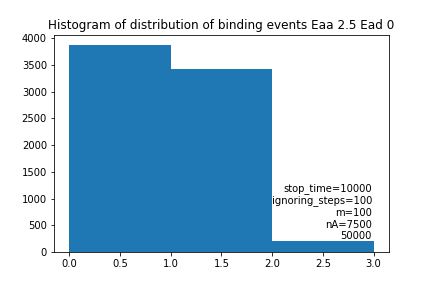 Histogram of distribution of binding events Eaa 2.5 Ead 0
4000
3500
3000
2500
2000
1500
1000
500
0
stop_time=10000
ignoring_steps=100
m=100
nA=7500
50000
0.0 0.5 1.0 1.5 2.0 2.5 3.0